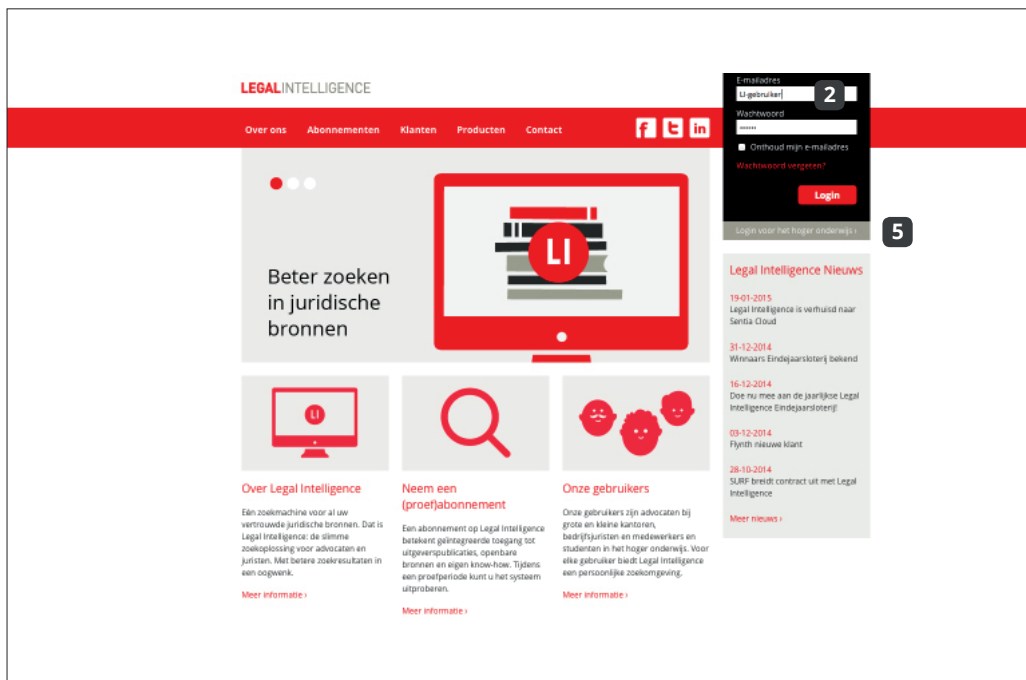 LEGALINTELLIGENCE
E-mailadres
LI-gebruiker
2
Wachtwoord
••••••
Onthoud mijn e-mailadres
Wachtwoord vergeten?
Login
Login voor het hoger onderwijs ›
5
Over ons Abonnementen Klanten Producten Contact
f t in
LI
Beter zoeken
in juridische
bronnen
Legal Intelligence Nieuws
19-01-2015
Legal Intelligence is verhuisd naar
Sentia Cloud
31-12-2014
Winnaars Eindejaarsloterij bekend
16-12-2014
Doe nu mee aan de jaarlijkse Legal
Intelligence Eindejaarsloterij!
03-12-2014
Flynth nieuwe klant
28-10-2014
SURF breidt contract uit met Legal
Intelligence
Meer nieuws ›
LI
Over Legal Intelligence
Eén zoekmachine voor al uw
vertrouwde juridische bronnen. Dat is
Legal Intelligence: de slimme
zoekoplossing voor advocaten en
juristen. Met betere zoekresultaten in
een oogwenk.
Meer informatie ›
Neem een
(proef)abonnement
Een abonnement op Legal Intelligence
betekent geïntegreerde toegang tot
uitgeverspublicaties, openbare
bronnen en eigen know-how. Tijdens
een proefperiode kunt u het systeem
uitproberen.
Meer informatie ›
Onze gebruikers
Onze gebruikers zijn advocaten bij
grote en kleine kantoren,
bedrijfsjuristen en medewerkers en
studenten in het hoger onderwijs. Voor
elke gebruiker biedt Legal Intelligence
een persoonlijke zoekomgeving.
Meer informatie ›